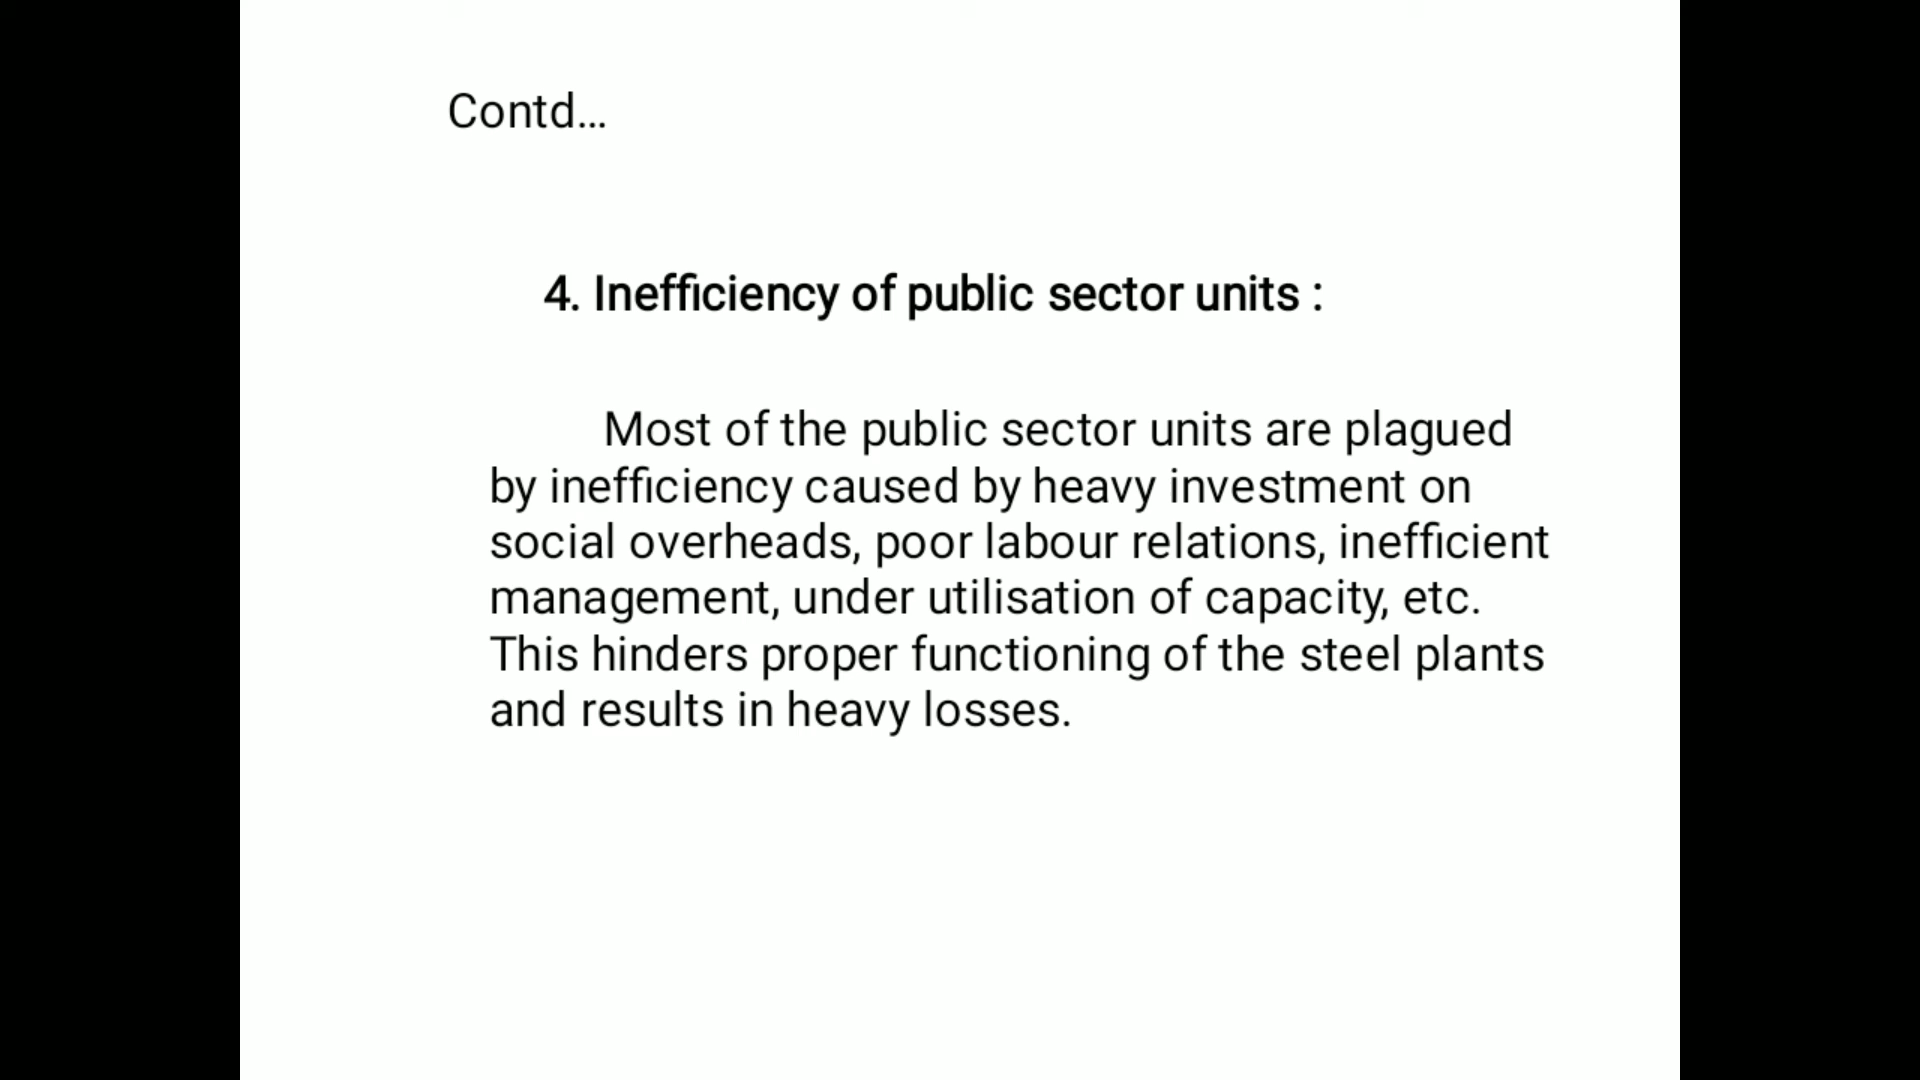 Contd...
4. Inefficiency of public sector units :
Most of the public sector units are plagued
by inefficiency caused by heavy investment on
social overheads, poor labour relations, inefficient
management, under utilisation of capacity, etc.
This hinders proper functioning of the steel plants
and results in heavy losses.